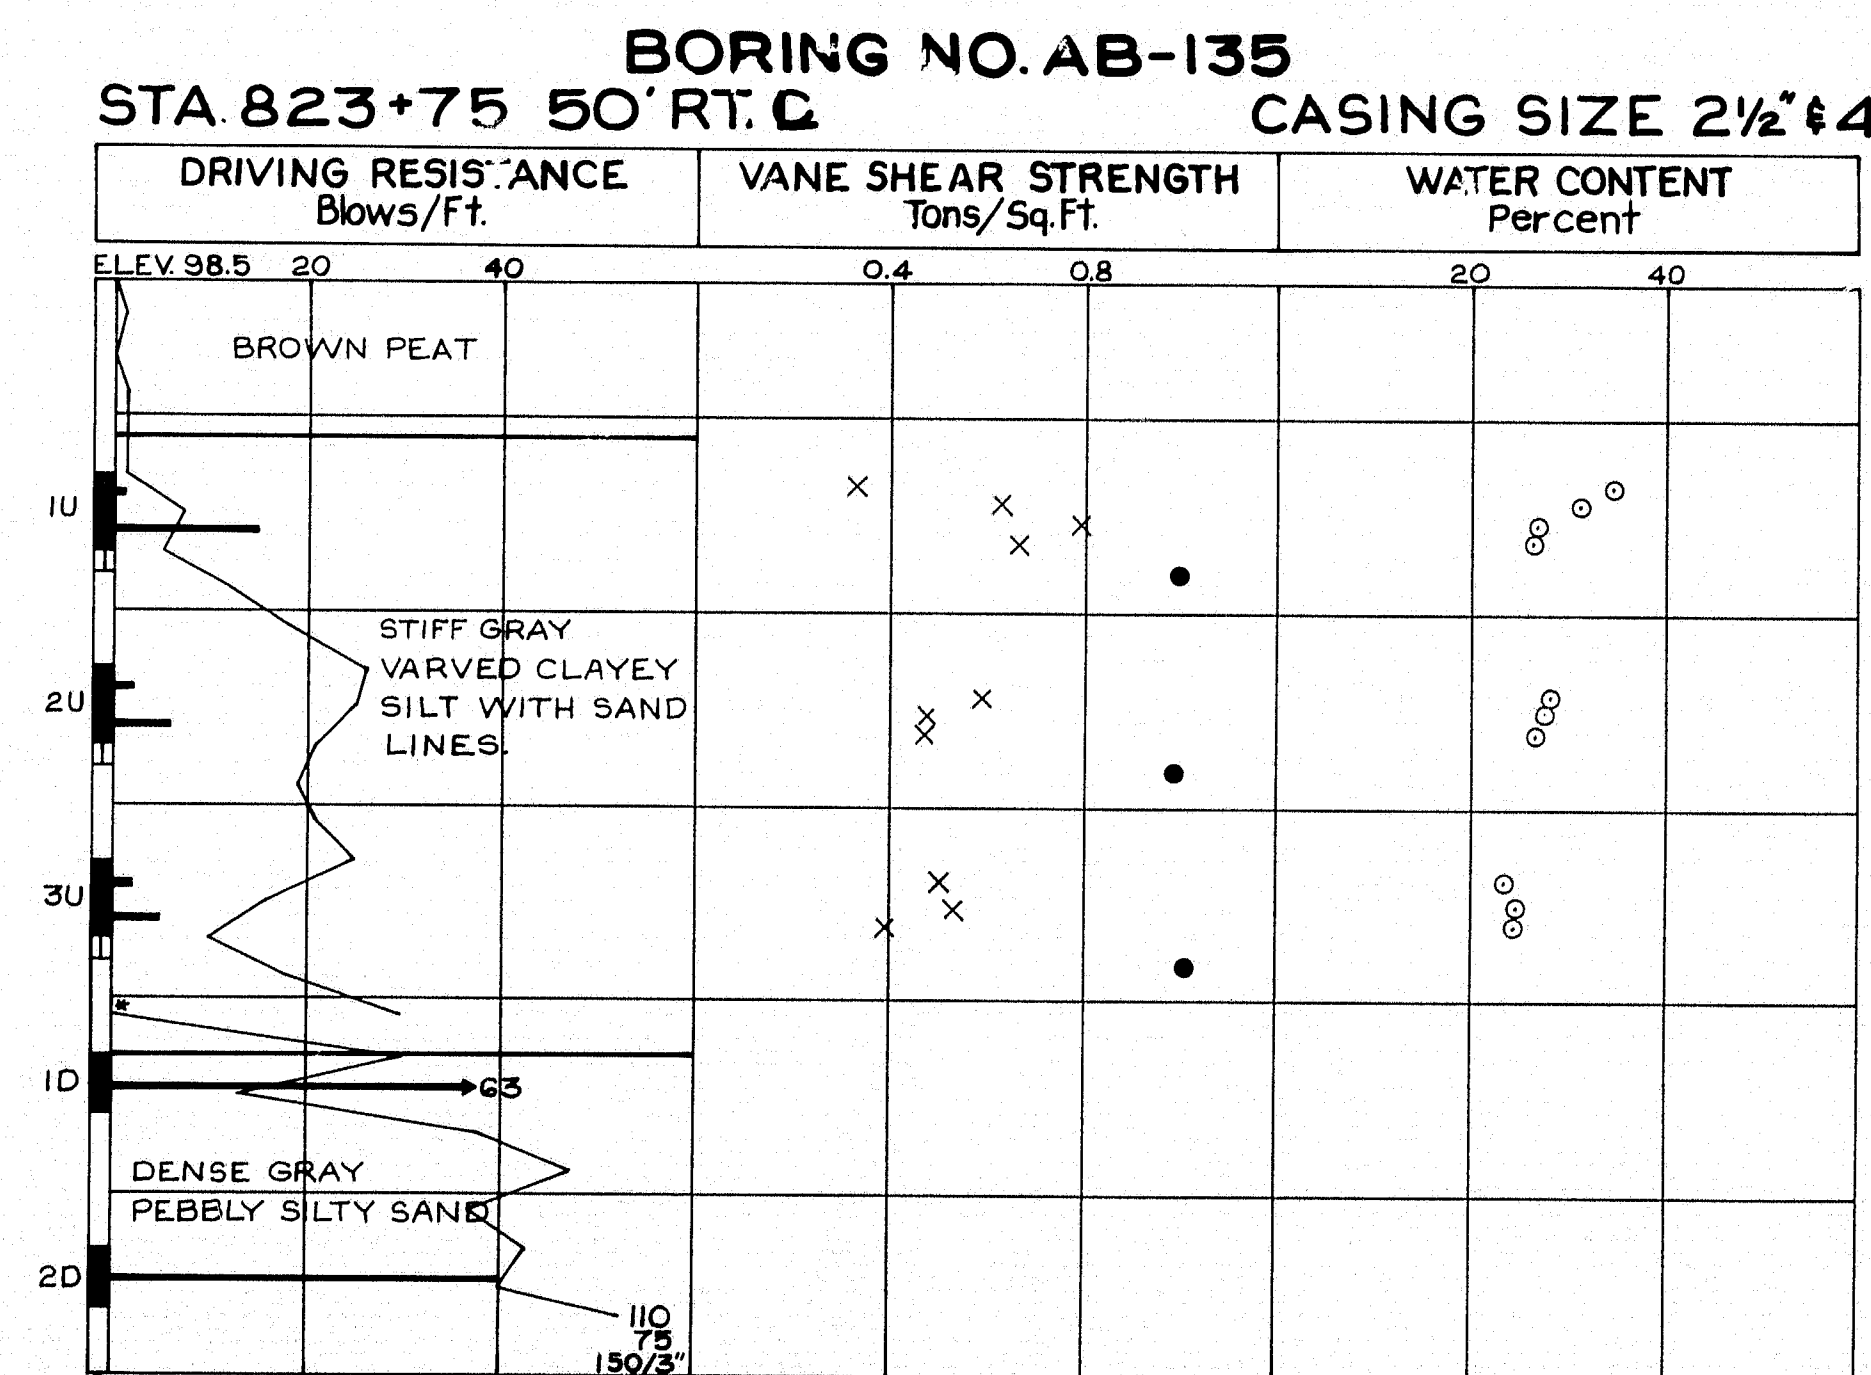 BORING NO. AB-135
STA. 823+75 50' RT. ℄
CASING SIZE 2½" & 4
DRIVING RESISTANCE
Blows/Ft.
VANE SHEAR STRENGTH
Tons/Sq.Ft.
WATER CONTENT
Percent
ELEV. 98.5 20 40 0.4 0.8 20 40
BROWN PEAT
1U
STIFF GRAY
VARVED CLAYEY
2U
SILT WITH SAND
LINES.
3U
*
1D
63
DENSE GRAY
PEBBLY SILTY SAND
2D
110
75
150/3"